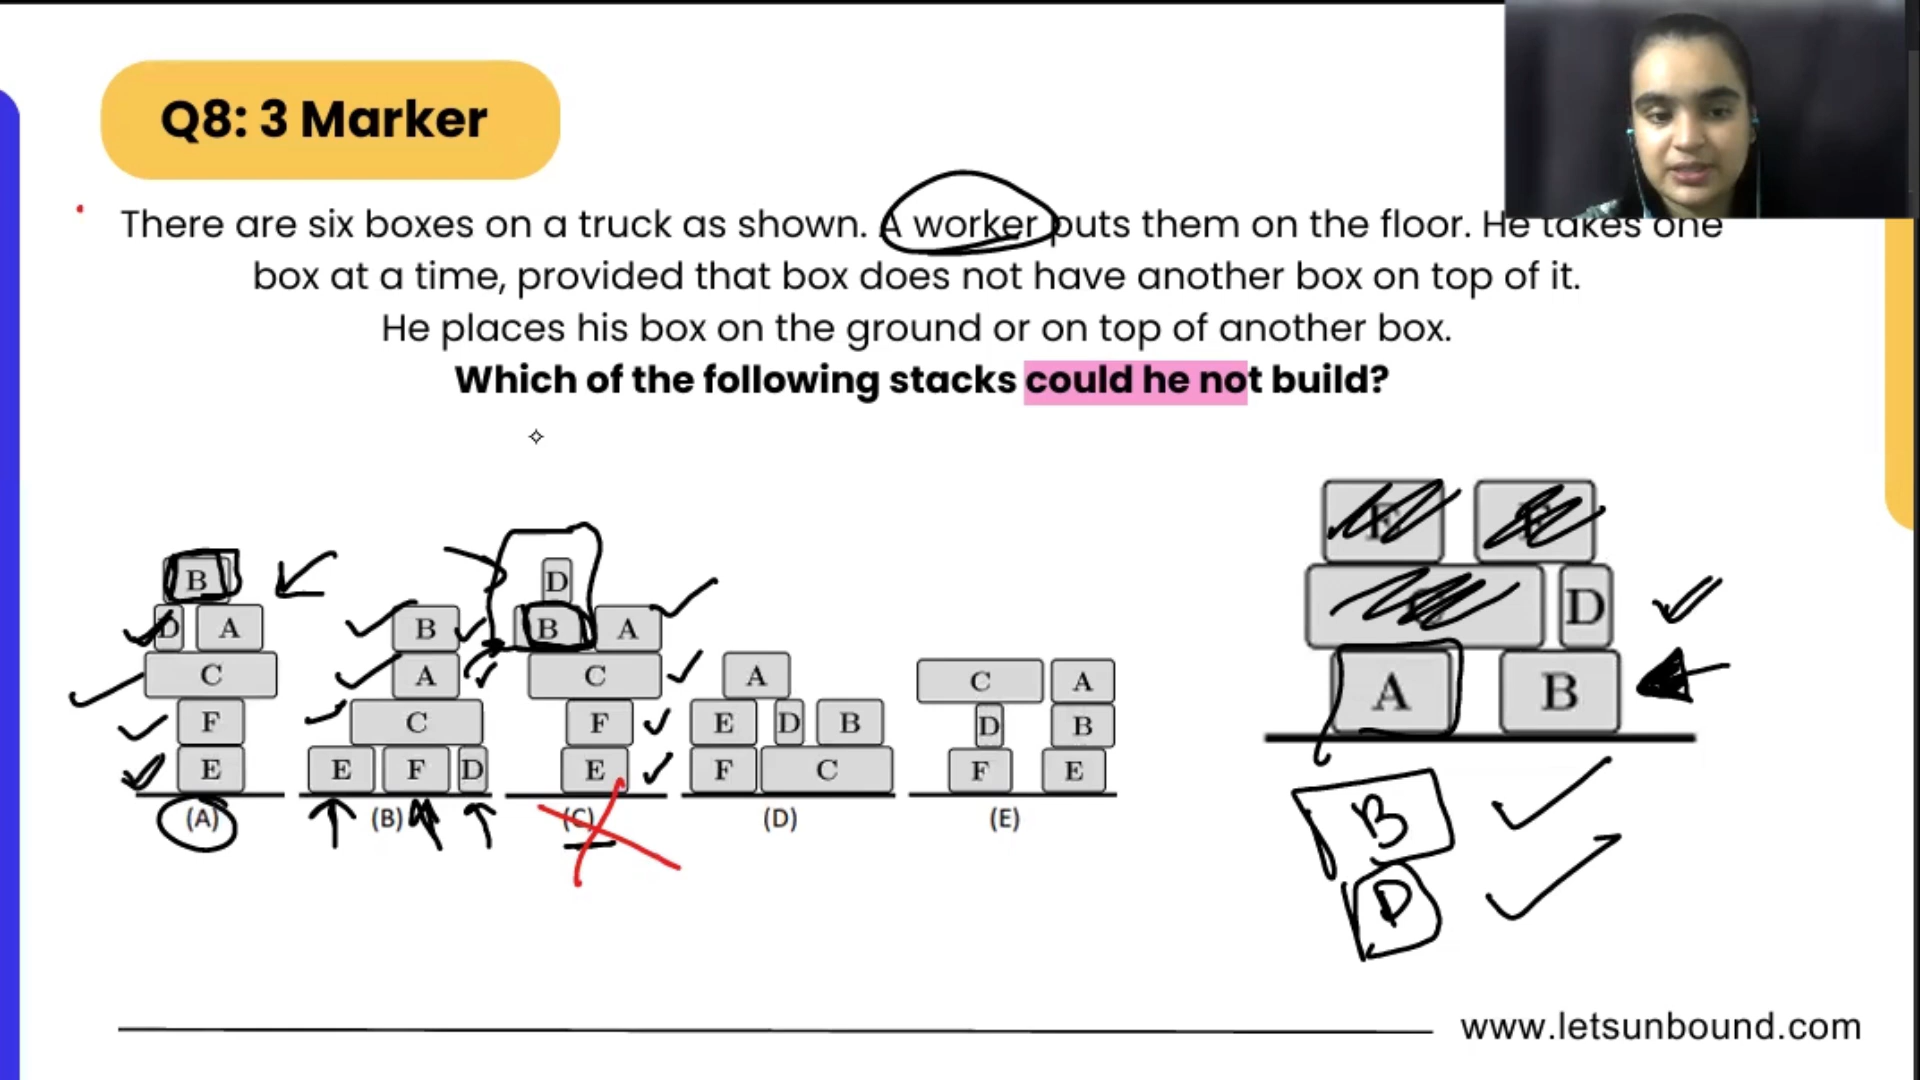 Q8: 3 Marker
There are six boxes on a truck as shown. A worker puts them on the floor. He takes one
box at a time, provided that box does not have another box on top of it.
He places his box on the ground or on top of another box.
Which of the following stacks could he not build?
B
D A
C
F
E
(A)
B
A
C
E F D
(B)
D
B A
C
F
E
(C)
A
E D B
F C
(D)
C A
D B
F E
(E)
D
A B
B
D
www.letsunbound.com